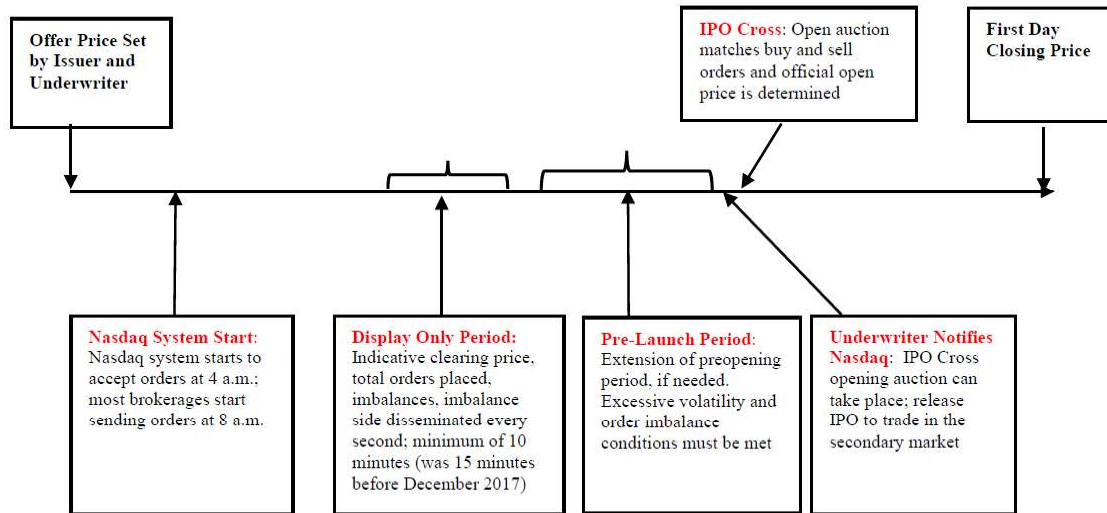 Offer Price Set
by Issuer and
Underwriter
IPO Cross: Open auction
matches buy and sell
orders and official open
price is determined
First Day
Closing Price
Nasdaq System Start:
Nasdaq system starts to
accept orders at 4 a.m.;
most brokerages start
sending orders at 8 a.m.
Display Only Period:
Indicative clearing price,
total orders placed,
imbalances, imbalance
side disseminated every
second; minimum of 10
minutes (was 15 minutes
before December 2017)
Pre-Launch Period:
Extension of preopening
period, if needed.
Excessive volatility and
order imbalance
conditions must be met
Underwriter Notifies
Nasdaq: IPO Cross
opening auction can
take place; release
IPO to trade in the
secondary market